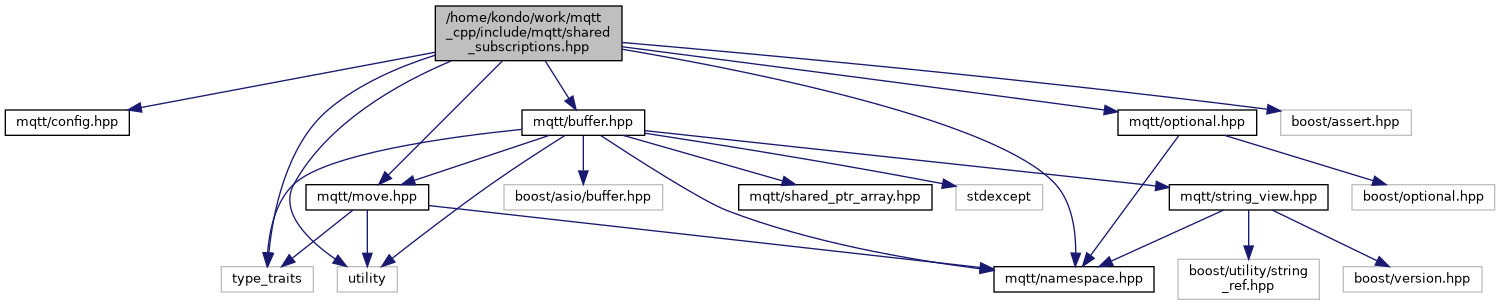 /home/kondo/work/mqtt
_cpp/include/mqtt/shared
_subscriptions.hpp
mqtt/config.hpp
mqtt/buffer.hpp
mqtt/optional.hpp
boost/assert.hpp
mqtt/move.hpp
boost/asio/buffer.hpp
mqtt/shared_ptr_array.hpp
stdexcept
mqtt/string_view.hpp
boost/optional.hpp
type_traits
utility
mqtt/namespace.hpp
boost/utility/string
_ref.hpp
boost/version.hpp